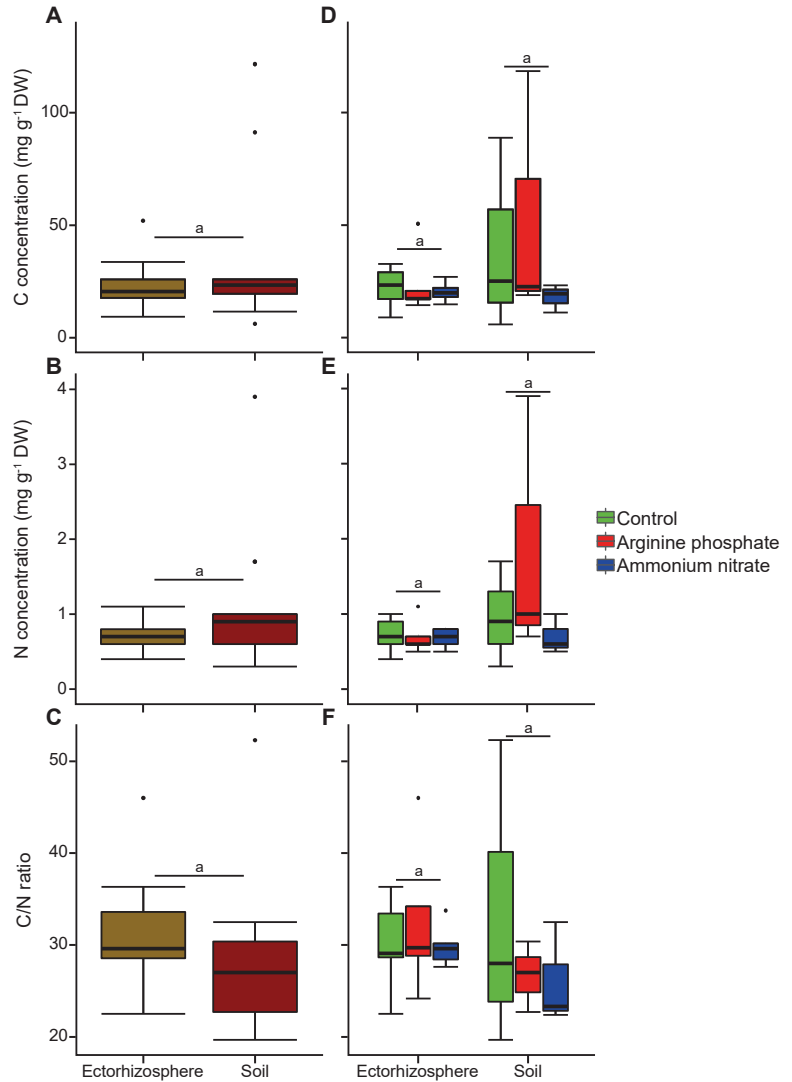 A
D
C concentration (mg g-1 DW)
100
50
0
a
a
a
B
E
N concentration (mg g-1 DW)
4
3
2
1
0
a
a
a
Control
Arginine phosphate
Ammonium nitrate
C
F
C/N ratio
50
40
30
20
a
a
a
Ectorhizosphere Soil
Ectorhizosphere Soil